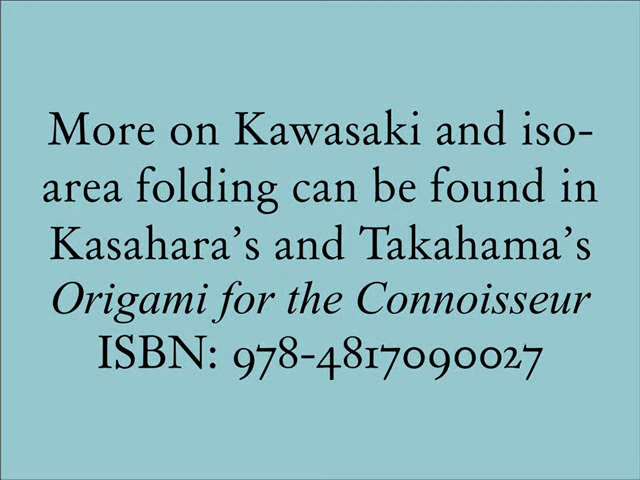 More on Kawasaki and iso-
area folding can be found in
Kasahara’s and Takahama’s
Origami for the Connoisseur
ISBN: 978-4817090027